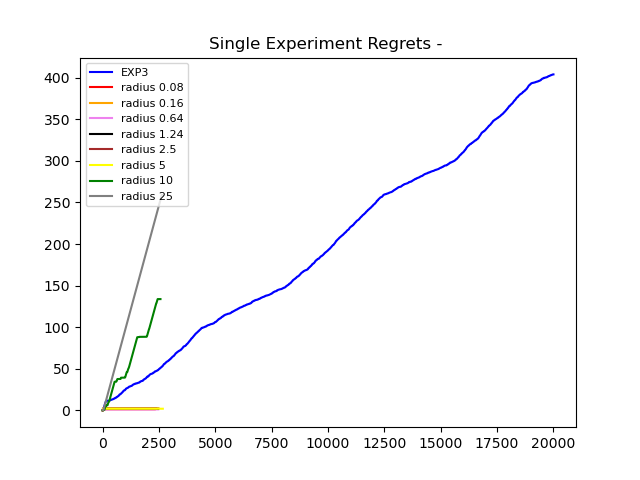 Single Experiment Regrets -
EXP3
radius 0.08
radius 0.16
radius 0.64
radius 1.24
radius 2.5
radius 5
radius 10
radius 25
400
350
300
250
200
150
100
50
0
0 2500 5000 7500 10000 12500 15000 17500 20000